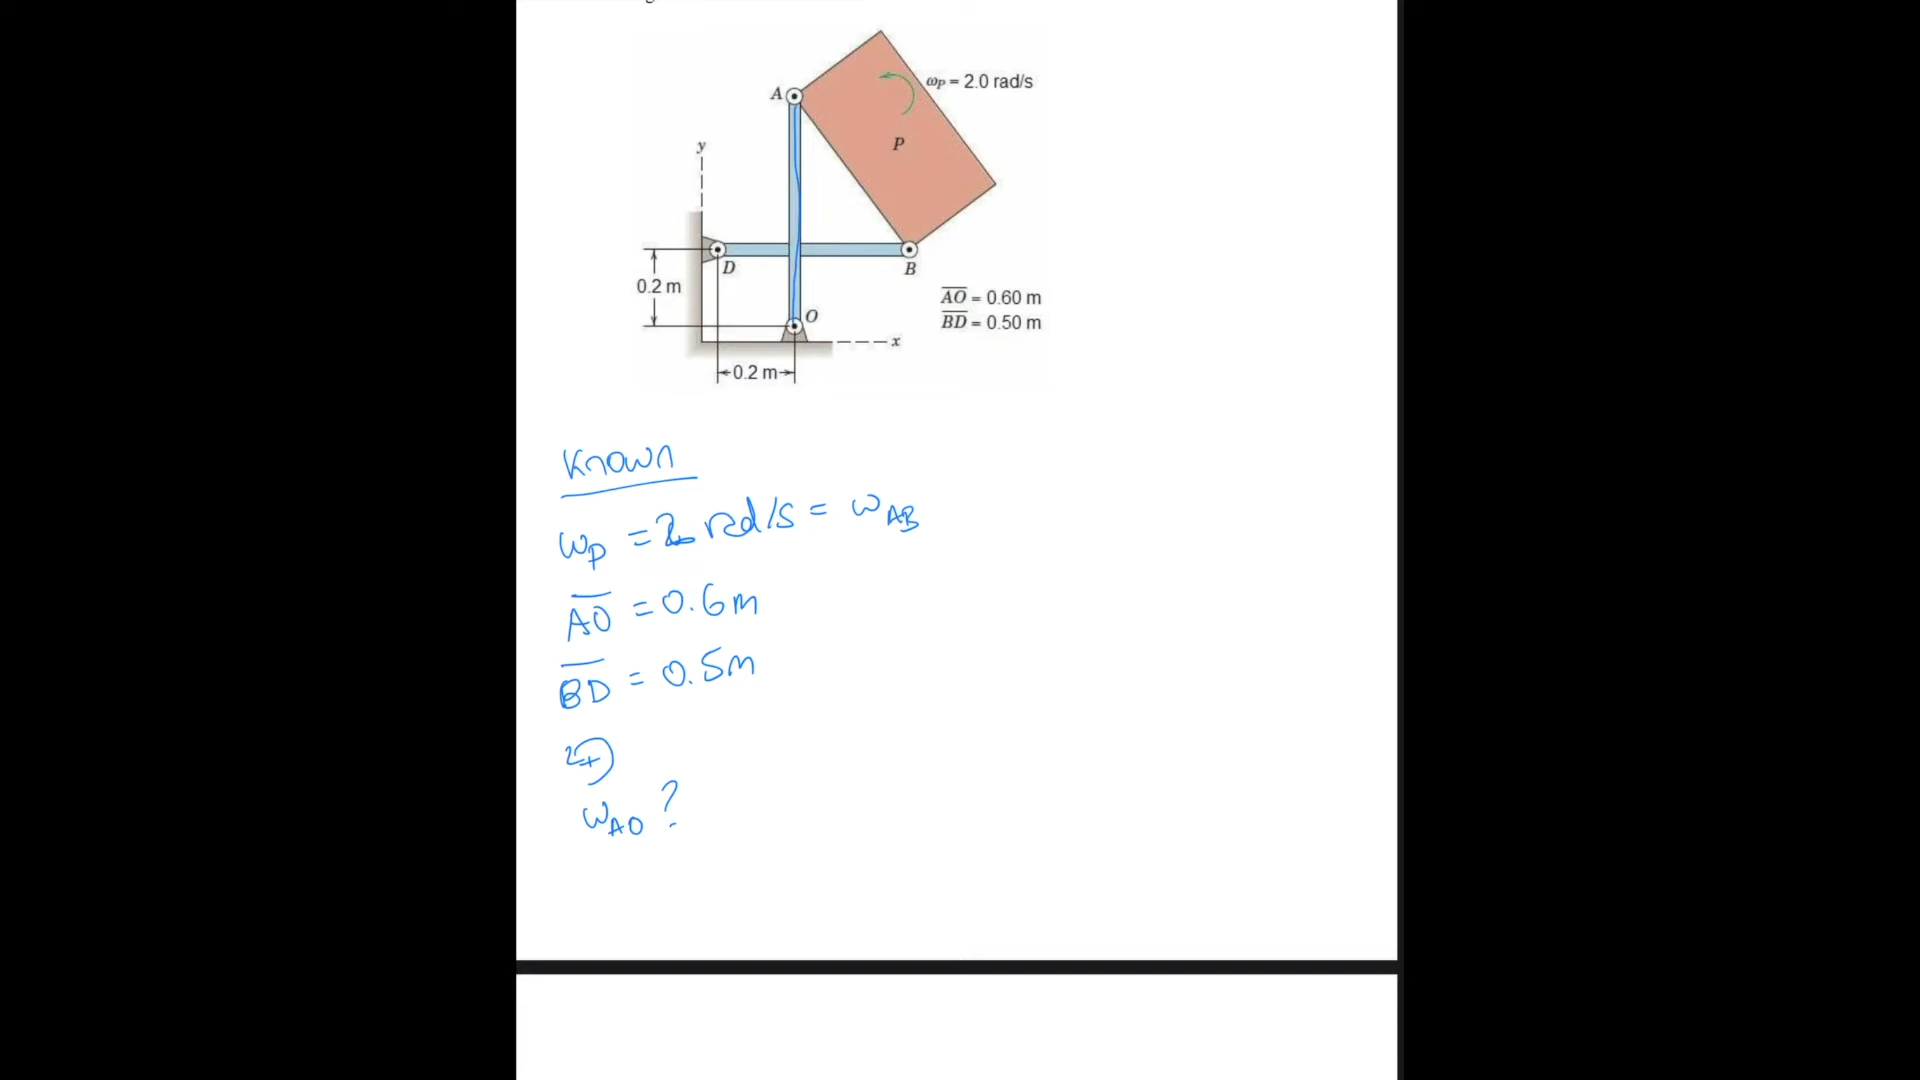 ωP = 2.0 rad/s
A
P
y
D
B
0.2 m
O
AO = 0.60 m
BD = 0.50 m
x
0.2 m
Known
ωp = 2 rad/s = ωAB
AO = 0.6m
BD = 0.5m
+
ωAO ?